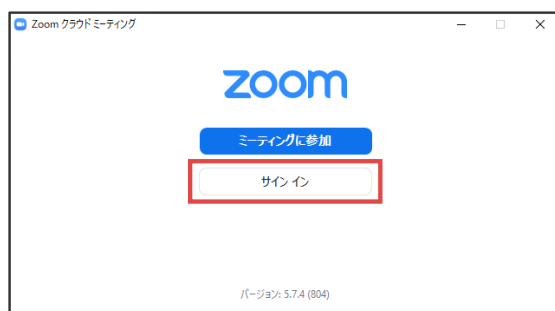 Zoom クラウド ミーティング
zoom
ミーティングに参加
サイン イン
バージョン: 5.7.4 (804)